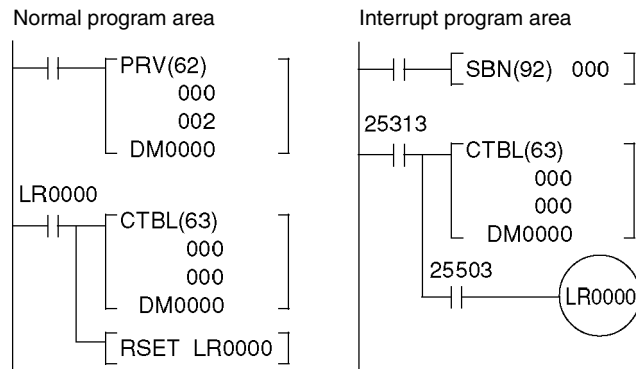 Normal program area
PRV(62)
000
002
DM0000
LR0000
CTBL(63)
000
000
DM0000
RSET LR0000
Interrupt program area
SBN(92) 000
25313
CTBL(63)
000
000
DM0000
25503
LR0000